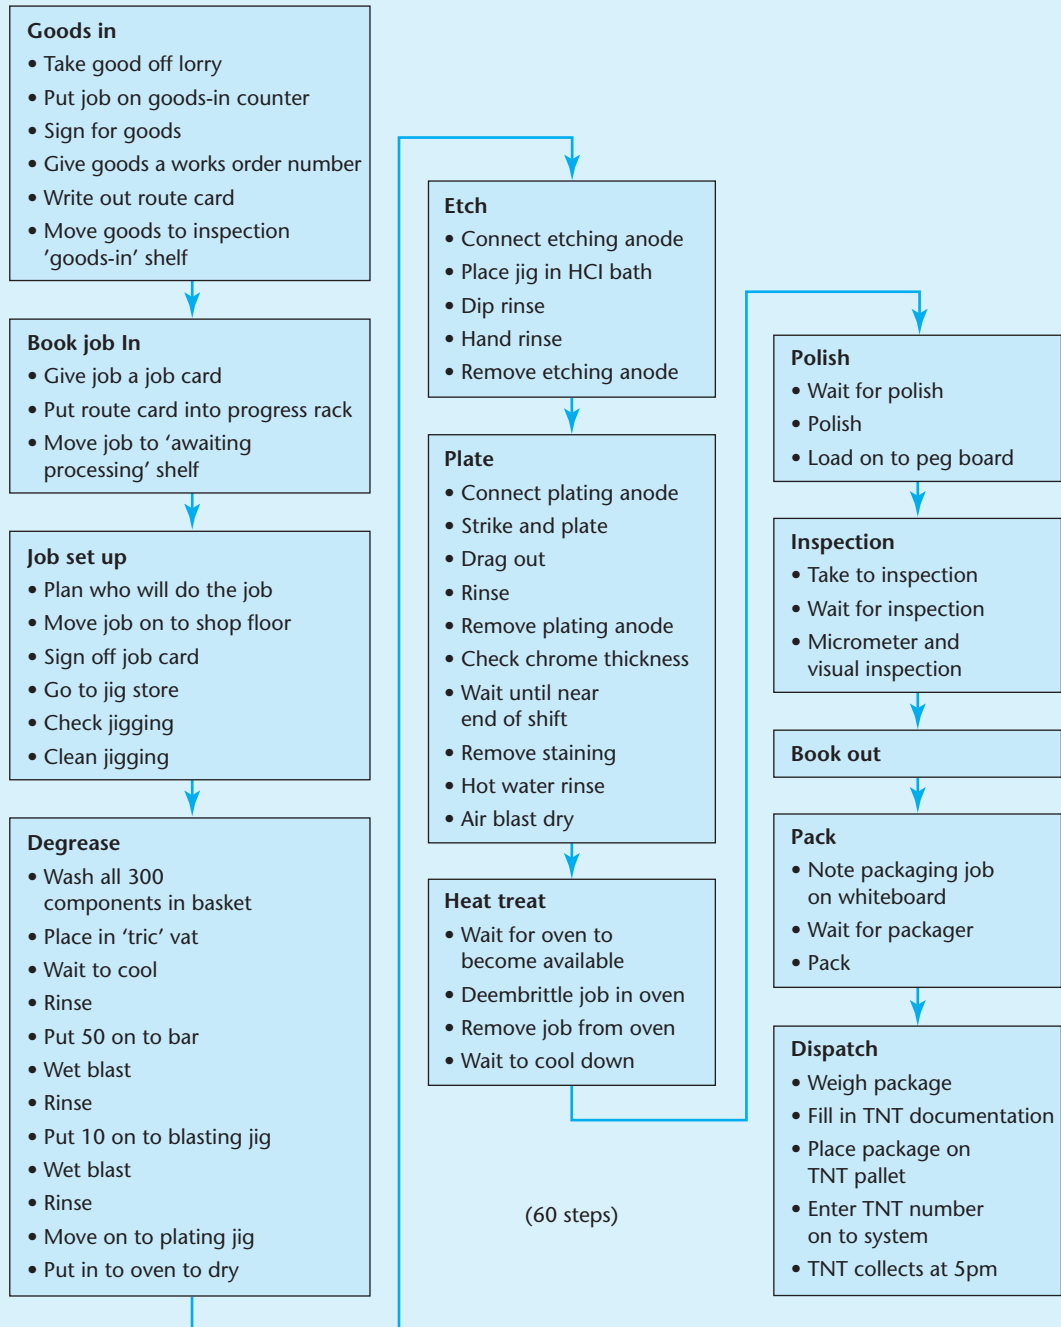 Goods in
• Take good off lorry
• Put job on goods-in counter
• Sign for goods
• Give goods a works order number
• Write out route card
• Move goods to inspection
'goods-in' shelf
Book job In
• Give job a job card
• Put route card into progress rack
• Move job to 'awaiting
processing' shelf
Job set up
• Plan who will do the job
• Move job on to shop floor
• Sign off job card
• Go to jig store
• Check jigging
• Clean jigging
Degrease
• Wash all 300
components in basket
• Place in 'tric' vat
• Wait to cool
• Rinse
• Put 50 on to bar
• Wet blast
• Rinse
• Put 10 on to blasting jig
• Wet blast
• Rinse
• Move on to plating jig
• Put in to oven to dry
Etch
• Connect etching anode
• Place jig in HCI bath
• Dip rinse
• Hand rinse
• Remove etching anode
Plate
• Connect plating anode
• Strike and plate
• Drag out
• Rinse
• Remove plating anode
• Check chrome thickness
• Wait until near
end of shift
• Remove staining
• Hot water rinse
• Air blast dry
Heat treat
• Wait for oven to
become available
• Deembrittle job in oven
• Remove job from oven
• Wait to cool down
(60 steps)
Polish
• Wait for polish
• Polish
• Load on to peg board
Inspection
• Take to inspection
• Wait for inspection
• Micrometer and
visual inspection
Book out
Pack
• Note packaging job
on whiteboard
• Wait for packager
• Pack
Dispatch
• Weigh package
• Fill in TNT documentation
• Place package on
TNT pallet
• Enter TNT number
on to system
• TNT collects at 5pm